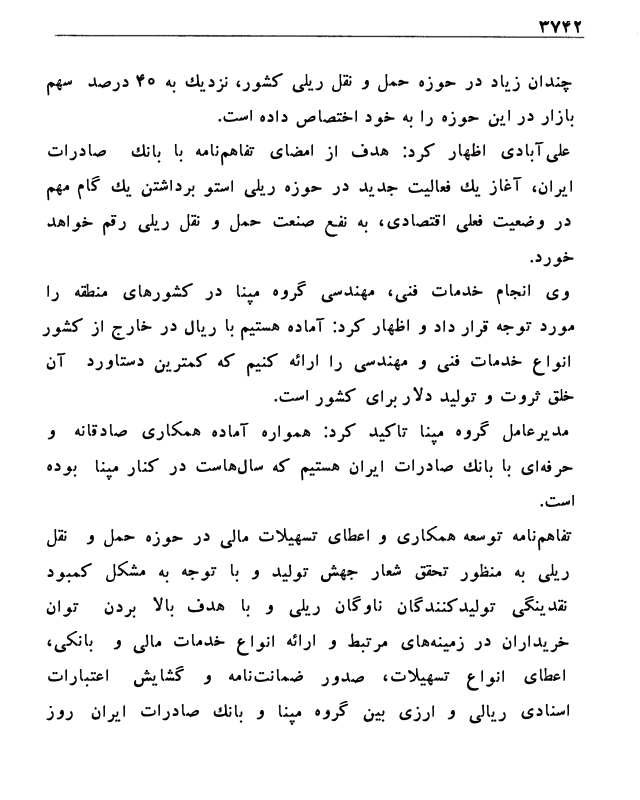 ۳۷۴۲
چندان زیاد در حوزه حمل و نقل ریلی کشور، نزدیك به ۴۰ درصد سهم
بازار در این حوزه را به خود اختصاص داده است.
علی‌آبادی اظهار کرد: هدف از امضای تفاهم‌نامه با بانك صادرات
ایران، آغاز یك فعالیت جدید در حوزه ریلی استو برداشتن یك گام مهم
در وضعیت فعلی اقتصادی، به نفع صنعت حمل و نقل ریلی رقم خواهد
خورد.
وی انجام خدمات فنی، مهندسی گروه مپنا در کشورهای منطقه را
مورد توجه قرار داد و اظهار کرد: آماده هستیم با ریال در خارج از کشور
انواع خدمات فنی و مهندسی را ارائه کنیم که کمترین دستاورد آن
خلق ثروت و تولید دلار برای کشور است.
مدیرعامل گروه مپنا تاکید کرد: همواره آماده همکاری صادقانه و
حرفه‌ای با بانك صادرات ایران هستیم که سال‌هاست در کنار مپنا بوده
است.
تفاهم‌نامه توسعه همکاری و اعطای تسهیلات مالی در حوزه حمل و نقل
ریلی به منظور تحقق شعار جهش تولید و با توجه به مشکل کمبود
نقدینگی تولیدکنندگان ناوگان ریلی و با هدف بالا بردن توان
خریداران در زمینه‌های مرتبط و ارائه انواع خدمات مالی و بانکی،
اعطای انواع تسهیلات، صدور ضمانت‌نامه و گشایش اعتبارات
اسنادی ریالی و ارزی بین گروه مپنا و بانك صادرات ایران روز